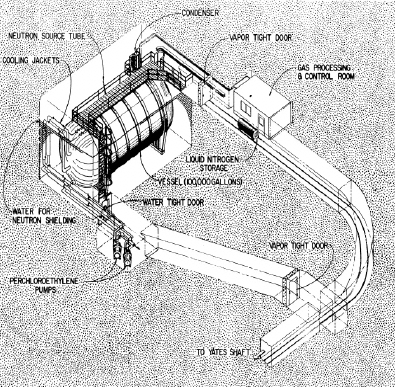 CONDENSER
NEUTRON SOURCE TUBE
VAPOR TIGHT DOOR
COOLING JACKETS
GAS PROCESSING
& CONTROL ROOM
LIQUID NITROGEN
STORAGE
VESSEL (100,000 GALLONS)
WATER FOR
NEUTRON SHIELDING
WATER TIGHT DOOR
VAPOR TIGHT DOOR
PERCHLOROETHYLENE
PUMPS
TO YATES SHAFT